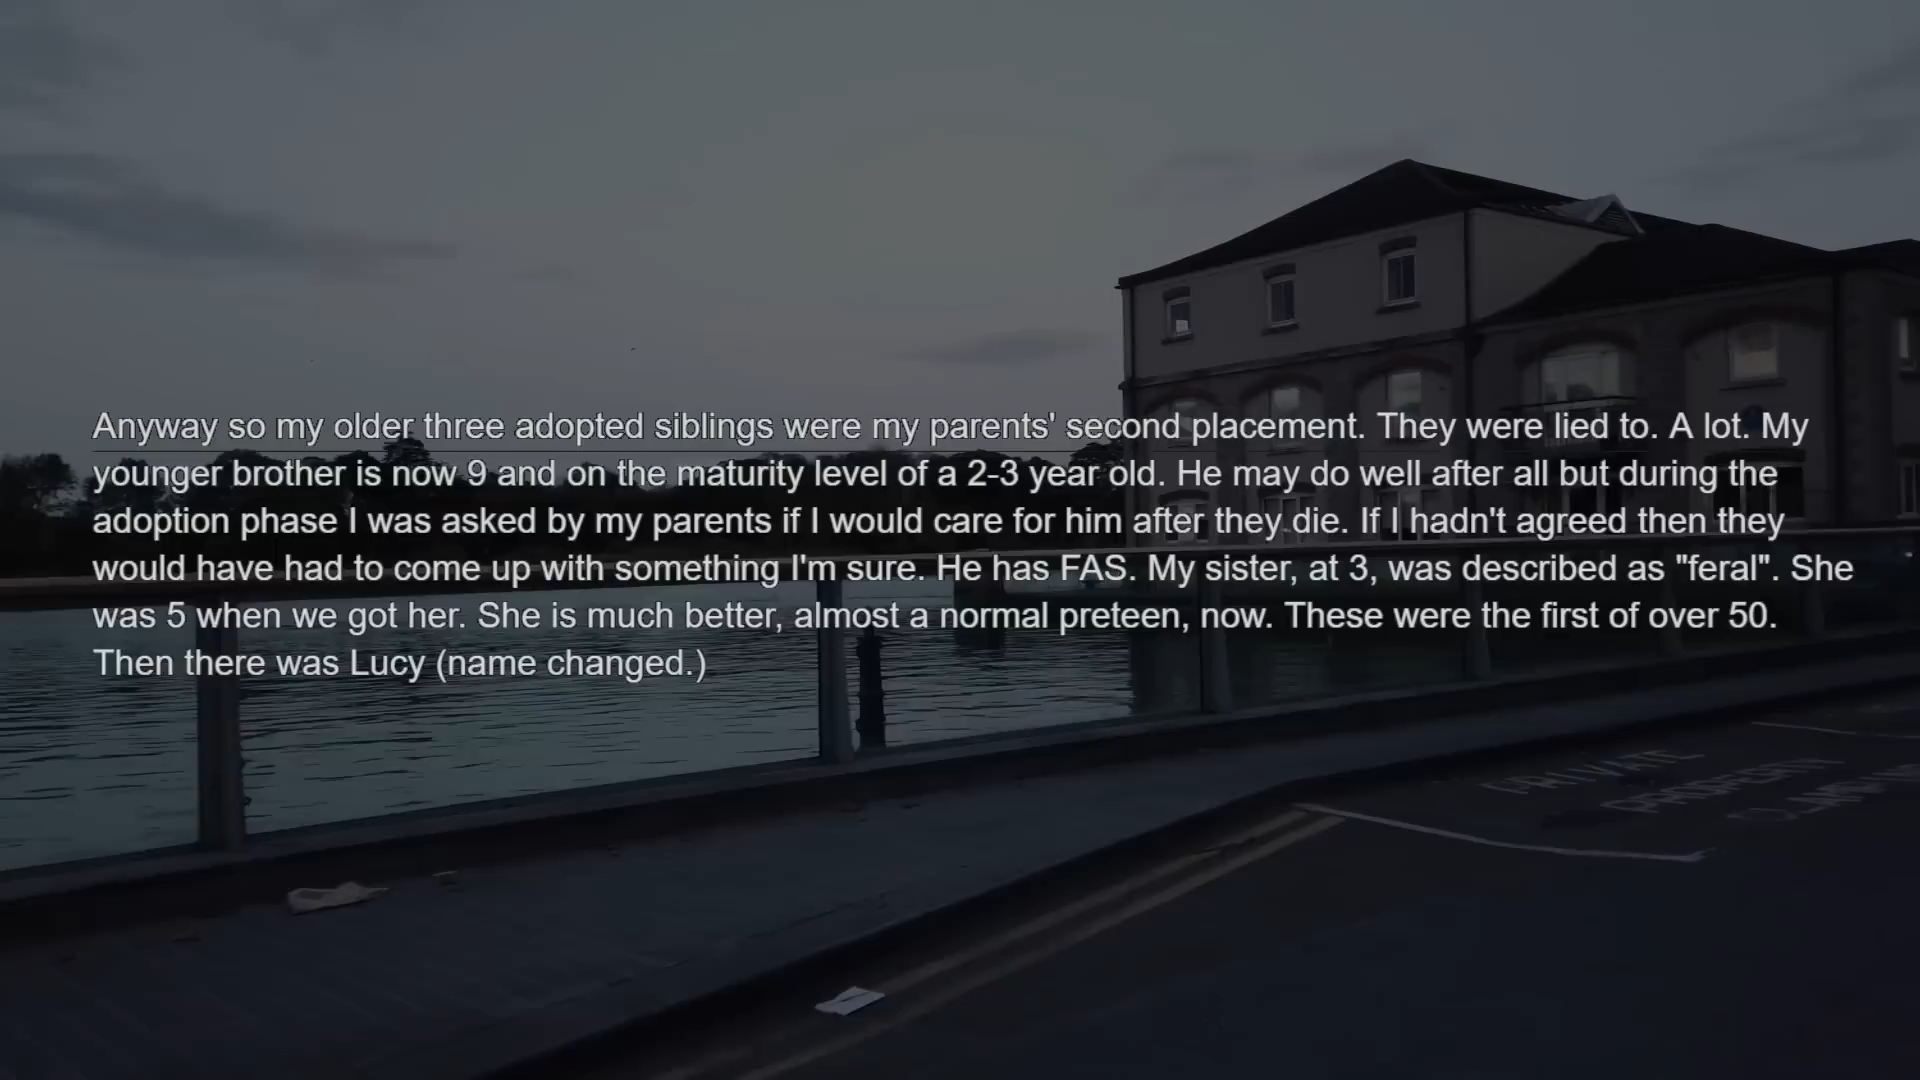 Anyway so my older three adopted siblings were my parents' second placement. They were lied to. A lot. My
younger brother is now 9 and on the maturity level of a 2-3 year old. He may do well after all but during the
adoption phase I was asked by my parents if I would care for him after they die. If I hadn't agreed then they
would have had to come up with something I'm sure. He has FAS. My sister, at 3, was described as "feral". She
was 5 when we got her. She is much better, almost a normal preteen, now. These were the first of over 50.
Then there was Lucy (name changed.)
PRIVATE
PROPERTY